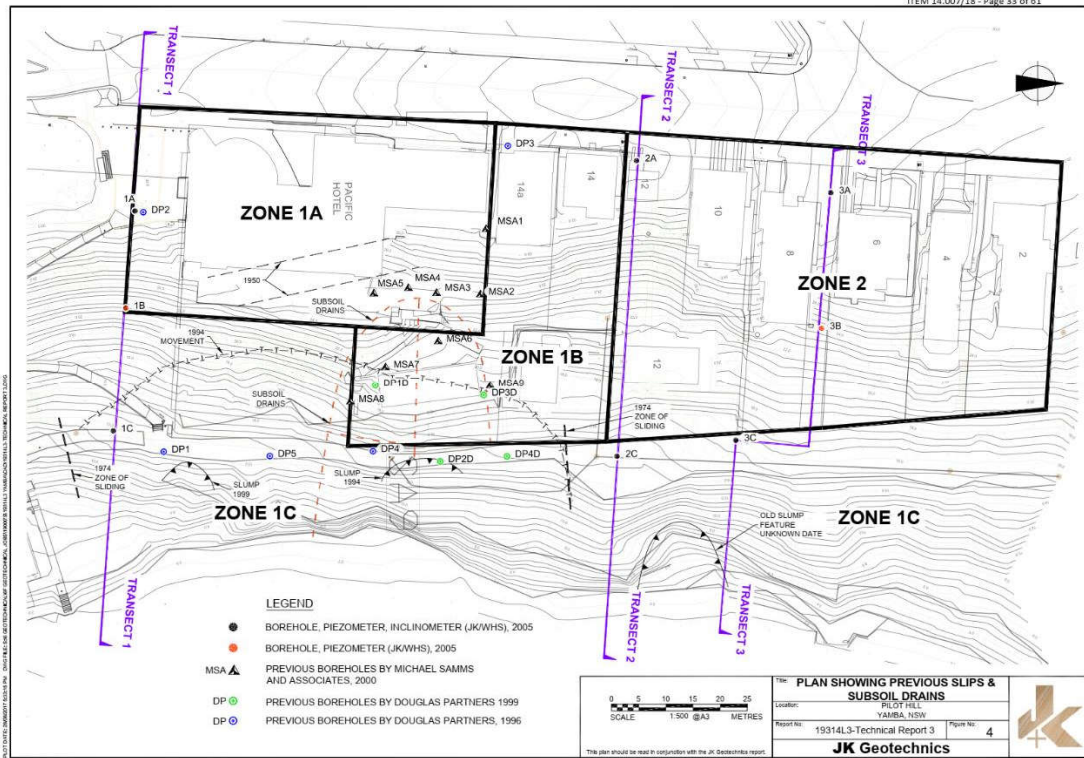 ITEM 14.007/18 - Page 33 of 61
TRANSECT 1
TRANSECT 2
TRANSECT 3
DP3
2A
12
14
14a
10
3A
1A
DP2
PACIFIC
HOTEL
ZONE 1A
MSA1
8
6
4
2
ZONE 2
1950
MSA5
MSA4
MSA3
MSA2
SUBSOIL
DRAINS
1B
3B
1994
MOVEMENT
MSA6
ZONE 1B
12
MSA7
DP1D
MSA9
DP3D
MSA8
SUBSOIL
DRAINS
1974
ZONE OF
SLIDING
1C
3C
DP1
DP5
DP4
DP2D
DP4D
2C
1974
ZONE OF
SLIDING
SLUMP
1999
SLUMP
1994
ZONE 1C
OLD SLUMP
FEATURE
UNKNOWN DATE
ZONE 1C
TRANSECT 1
TRANSECT 2
TRANSECT 3
LEGEND
BOREHOLE, PIEZOMETER, INCLINOMETER (JK/WHS), 2005
BOREHOLE, PIEZOMETER (JK/WHS), 2005
MSA PREVIOUS BOREHOLES BY MICHAEL SAMMS
AND ASSOCIATES, 2000
DP PREVIOUS BOREHOLES BY DOUGLAS PARTNERS 1999
DP PREVIOUS BOREHOLES BY DOUGLAS PARTNERS, 1996
0 5 10 15 20 25
SCALE 1:500 @A3 METRES
This plan should be read in conjunction with the JK Geotechnics report.
Title: PLAN SHOWING PREVIOUS SLIPS &
SUBSOIL DRAINS
Location: PILOT HILL
YAMBA, NSW
Report No: 19314L3-Technical Report 3
Figure No: 4
JK Geotechnics